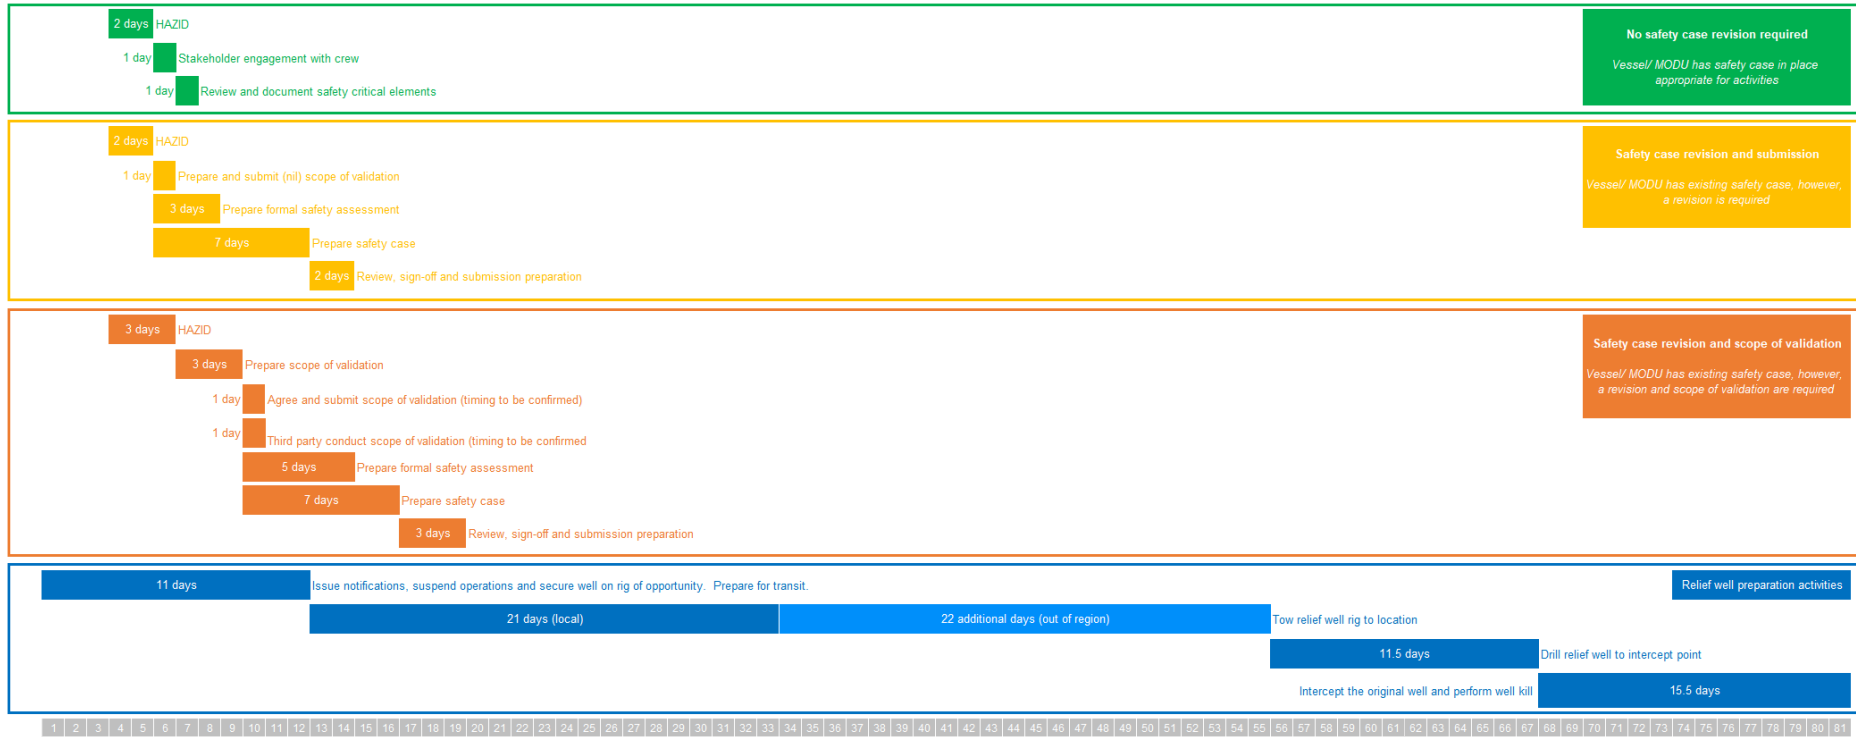 2 days HAZID
1 day Stakeholder engagement with crew
1 day Review and document safety critical elements
No safety case revision required
Vessel/ MODU has safety case in place
appropriate for activities
2 days HAZID
1 day Prepare and submit (nil) scope of validation
3 days Prepare formal safety assessment
7 days Prepare safety case
2 days Review, sign-off and submission preparation
Safety case revision and submission
Vessel/ MODU has existing safety case, however,
a revision is required
3 days HAZID
3 days Prepare scope of validation
1 day Agree and submit scope of validation (timing to be confirmed)
1 day Third party conduct scope of validation (timing to be confirmed
5 days Prepare formal safety assessment
7 days Prepare safety case
3 days Review, sign-off and submission preparation
Safety case revision and scope of validation
Vessel/ MODU has existing safety case, however,
a revision and scope of validation are required
11 days Issue notifications, suspend operations and secure well on rig of opportunity. Prepare for transit.
Relief well preparation activities
21 days (local) 22 additional days (out of region) Tow relief well rig to location
11.5 days Drill relief well to intercept point
Intercept the original well and perform well kill 15.5 days
1 2 3 4 5 6 7 8 9 10 11 12 13 14 15 16 17 18 19 20 21 22 23 24 25 26 27 28 29 30 31 32 33 34 35 36 37 38 39 40 41 42 43 44 45 46 47 48 49 50 51 52 53 54 55 56 57 58 59 60 61 62 63 64 65 66 67 68 69 70 71 72 73 74 75 76 77 78 79 80 81